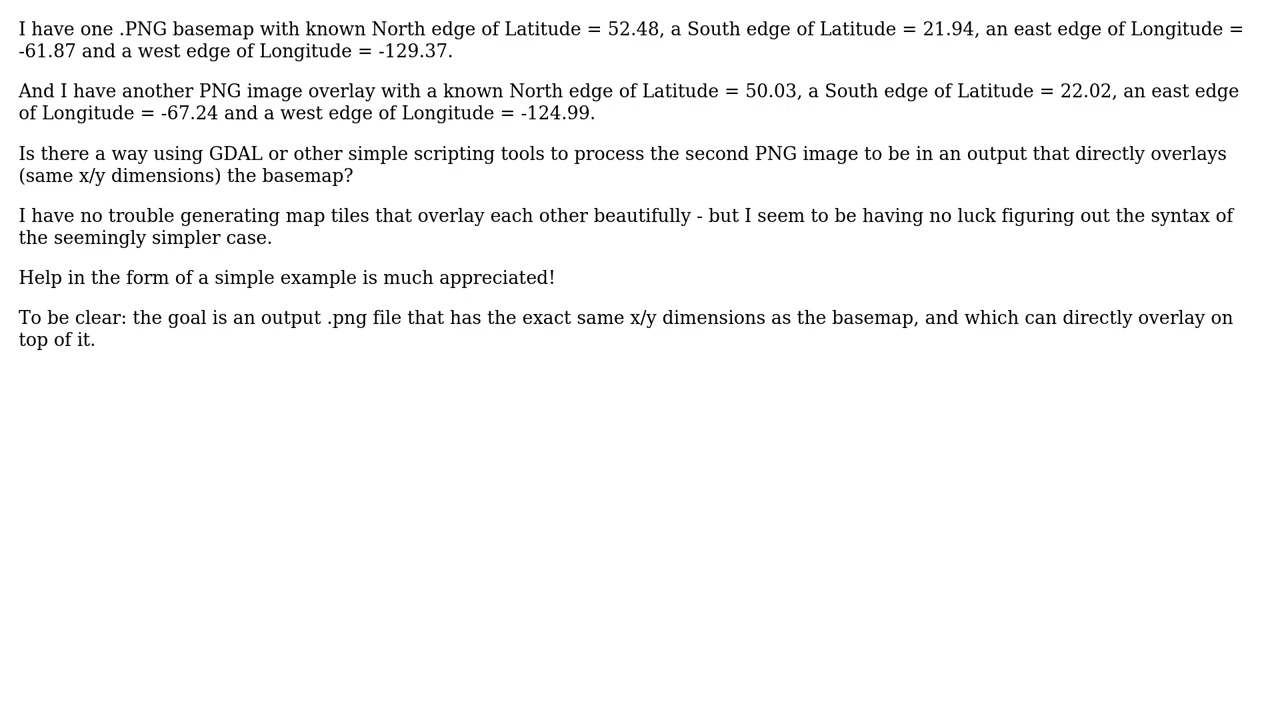 I have one .PNG basemap with known North edge of Latitude = 52.48, a South edge of Latitude = 21.94, an east edge of Longitude =
-61.87 and a west edge of Longitude = -129.37.
And I have another PNG image overlay with a known North edge of Latitude = 50.03, a South edge of Latitude = 22.02, an east edge
of Longitude = -67.24 and a west edge of Longitude = -124.99.
Is there a way using GDAL or other simple scripting tools to process the second PNG image to be in an output that directly overlays
(same x/y dimensions) the basemap?
I have no trouble generating map tiles that overlay each other beautifully - but I seem to be having no luck figuring out the syntax of
the seemingly simpler case.
Help in the form of a simple example is much appreciated!
To be clear: the goal is an output .png file that has the exact same x/y dimensions as the basemap, and which can directly overlay on
top of it.